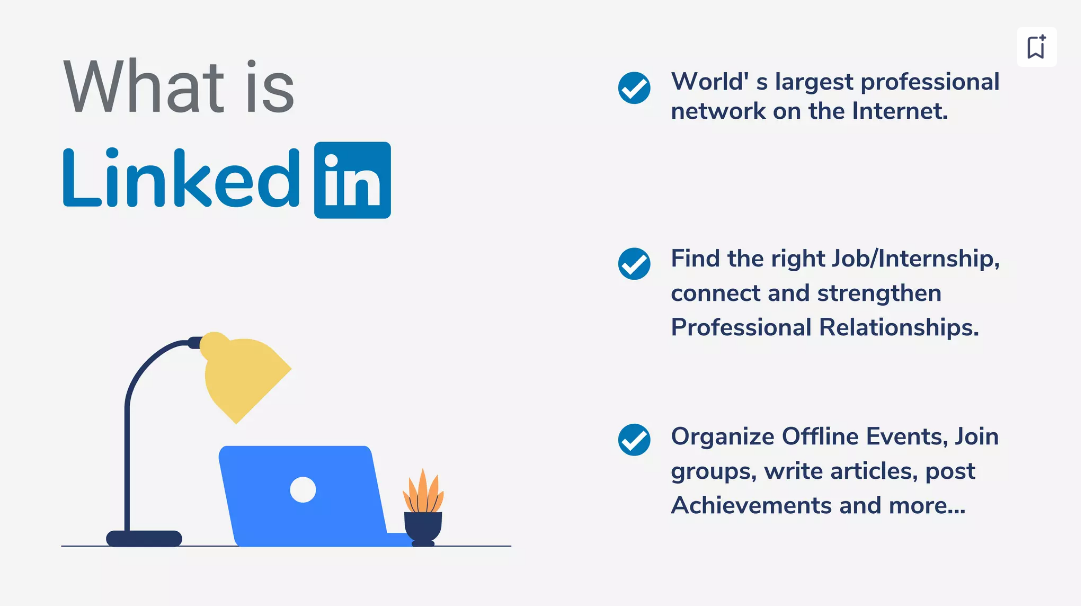 What is
Linked in
World' s largest professional
network on the Internet.
Find the right Job/Internship,
connect and strengthen
Professional Relationships.
Organize Offline Events, Join
groups, write articles, post
Achievements and more...